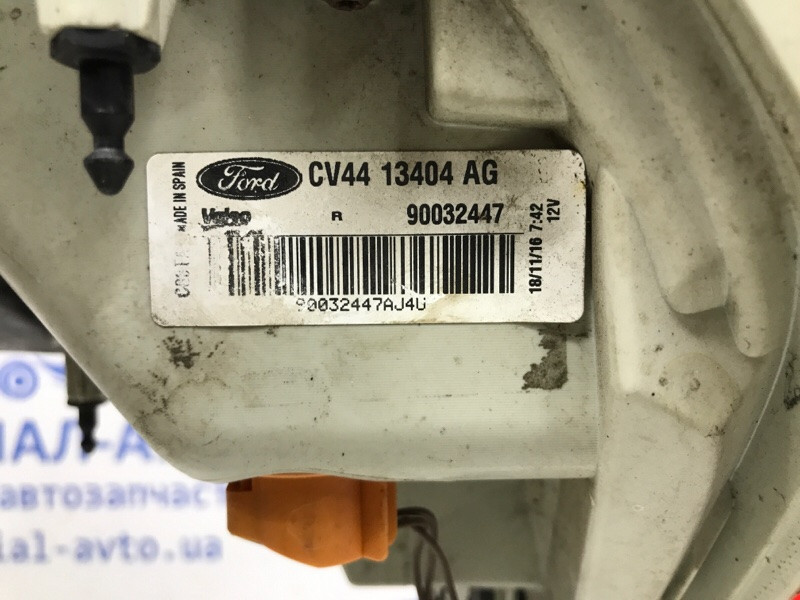 Ford CV44 13404 AG
Valeo R 90032447
90032447AJ4U
MADE IN SPAIN
18/11/16 7:42
12V
автозапчаст
ial-avto.ua